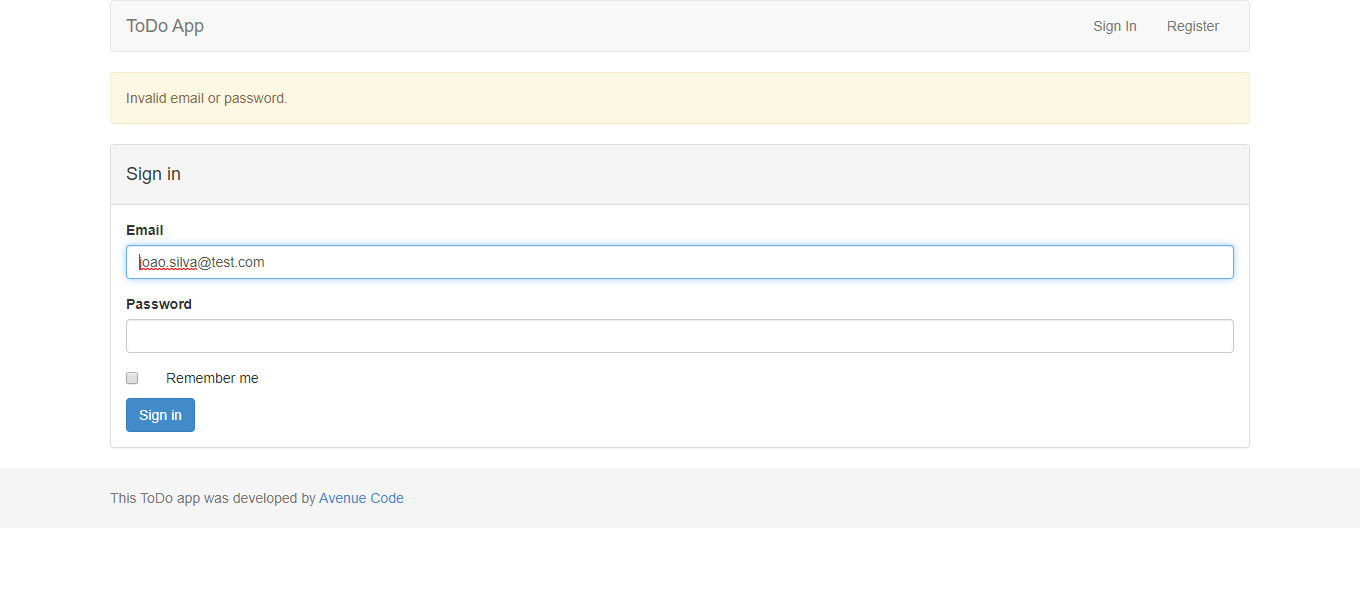 ToDo App
Sign In
Register
Invalid email or password.
Sign in
Email
joao.silva@test.com
Password
Remember me
Sign in
This ToDo app was developed by Avenue Code